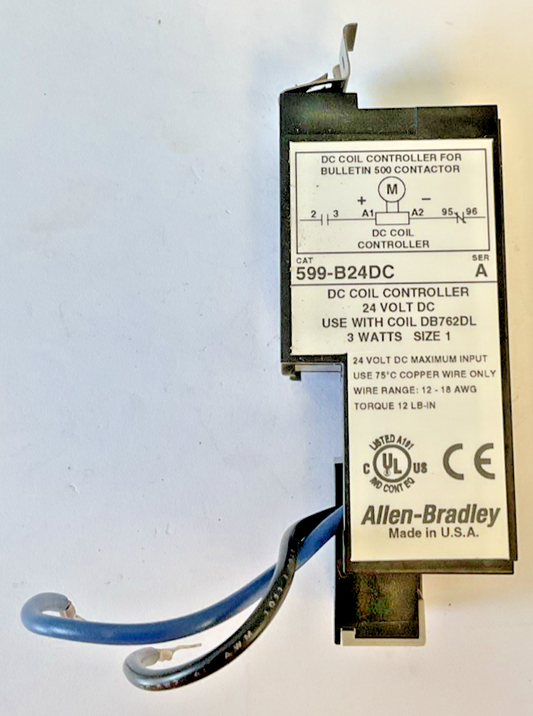 DC COIL CONTROLLER FOR
BULLETIN 500 CONTACTOR
M
+ −
2 3 A1 A2 95 96
DC COIL
CONTROLLER
CAT SER
599-B24DC A
DC COIL CONTROLLER
24 VOLT DC
USE WITH COIL DB762DL
3 WATTS SIZE 1
24 VOLT DC MAXIMUM INPUT
USE 75°C COPPER WIRE ONLY
WIRE RANGE: 12 - 18 AWG
TORQUE 12 LB-IN
LISTED A191
C UL US CE
IND CONT EQ
Allen-Bradley
Made in U.S.A.
AWM